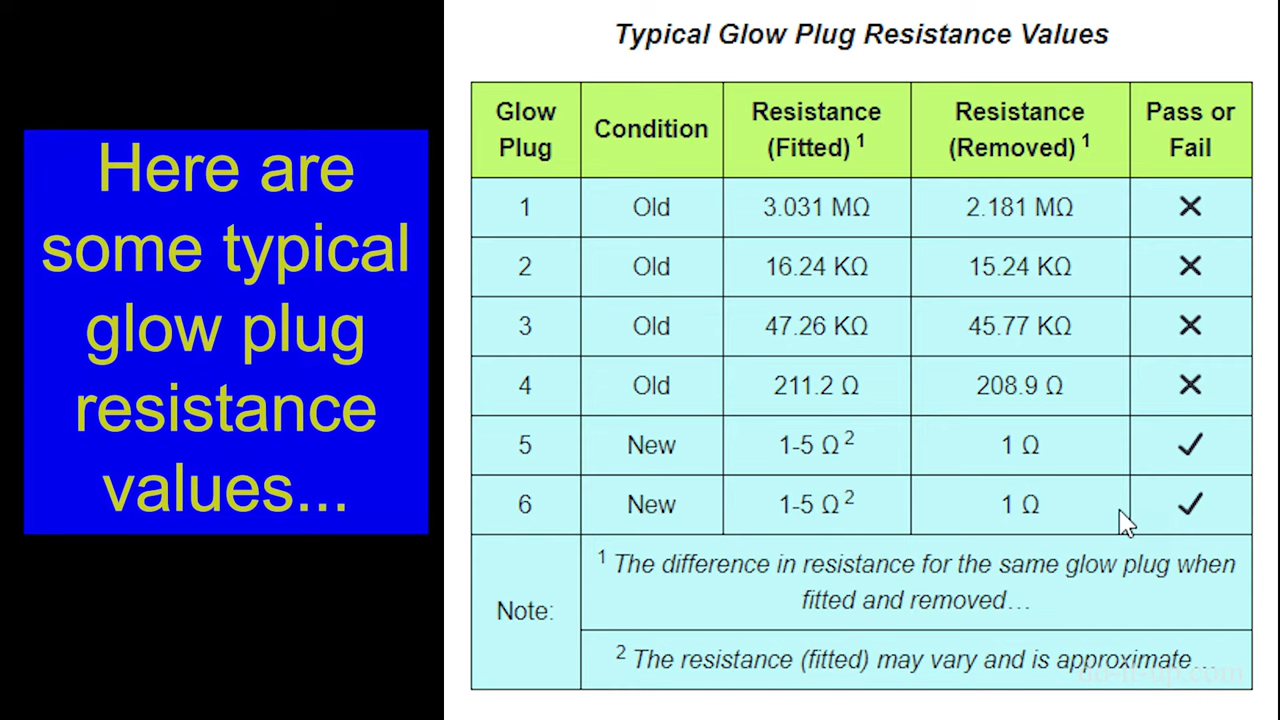 Here are
some typical
glow plug
resistance
values...
Typical Glow Plug Resistance Values
Glow Plug Condition Resistance (Fitted) 1 Resistance (Removed) 1 Pass or Fail
1 Old 3.031 MΩ 2.181 MΩ ✕
2 Old 16.24 KΩ 15.24 KΩ ✕
3 Old 47.26 KΩ 45.77 KΩ ✕
4 Old 211.2 Ω 208.9 Ω ✕
5 New 1-5 Ω 2 1 Ω ✓
6 New 1-5 Ω 2 1 Ω ✓
Note:
1 The difference in resistance for the same glow plug when
fitted and removed…
2 The resistance (fitted) may vary and is approximate…